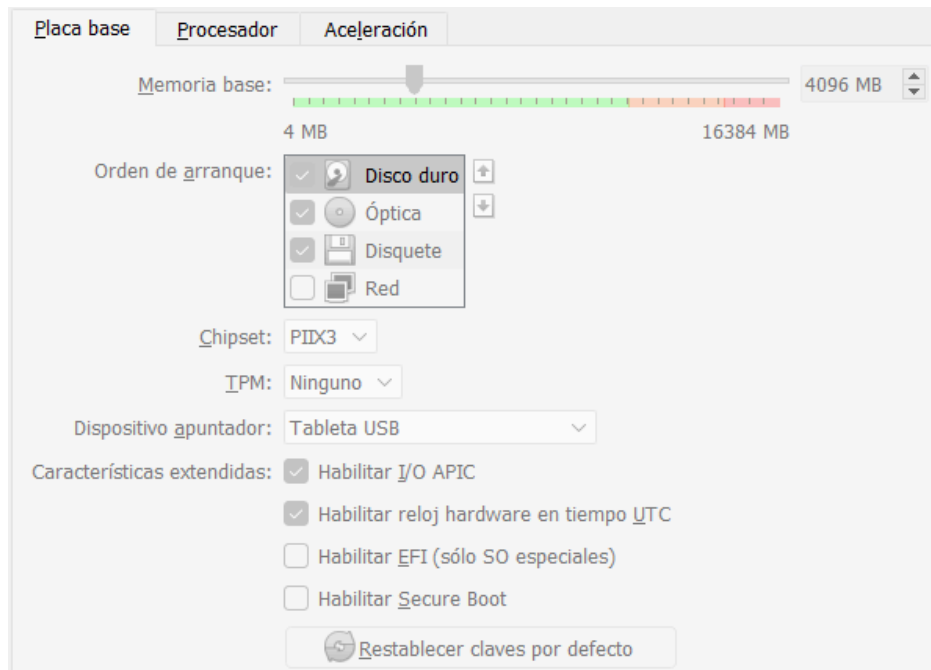 Placa base Procesador Aceleración
Memoria base: 4096 MB
4 MB 16384 MB
Orden de arranque: Disco duro
Óptica
Disquete
Red
Chipset: PIIX3
TPM: Ninguno
Dispositivo apuntador: Tableta USB
Características extendidas: Habilitar I/O APIC
Habilitar reloj hardware en tiempo UTC
Habilitar EFI (sólo SO especiales)
Habilitar Secure Boot
Restablecer claves por defecto